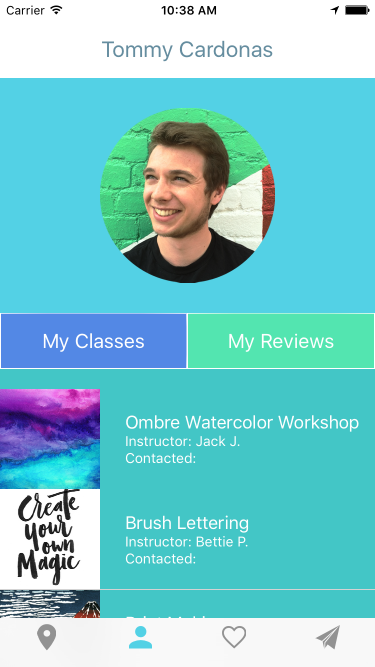 Carrier 10:38 AM
Tommy Cardonas
My Classes My Reviews
Ombre Watercolor Workshop
Instructor: Jack J.
Contacted:
Create
Your
own
Magic
Brush Lettering
Instructor: Bettie P.
Contacted: